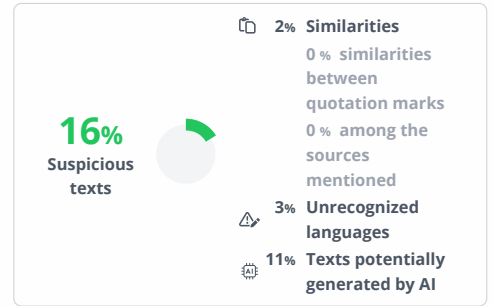 16%
Suspicious
texts
2% Similarities
0 % similarities
between
quotation marks
0 % among the
sources
mentioned
3% Unrecognized
languages
AI
11% Texts potentially
generated by AI